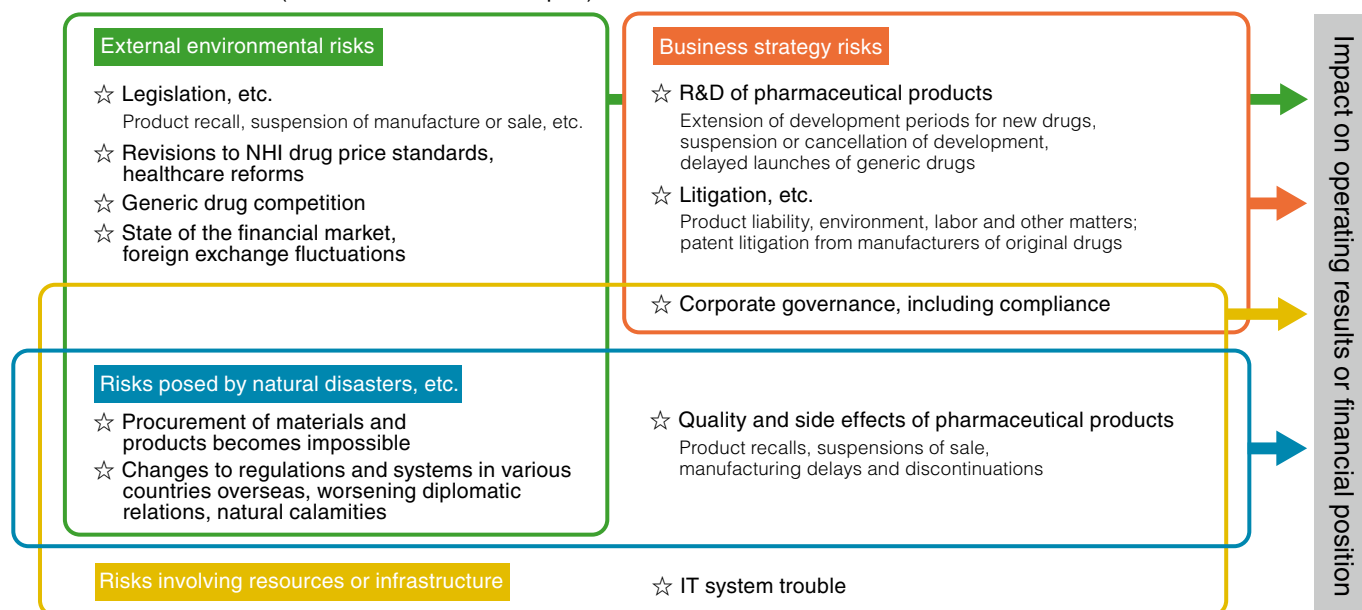 External environmental risks
☆ Legislation, etc.
Product recall, suspension of manufacture or sale, etc.
☆ Revisions to NHI drug price standards,
healthcare reforms
☆ Generic drug competition
☆ State of the financial market,
foreign exchange fluctuations
Business strategy risks
☆ R&D of pharmaceutical products
Extension of development periods for new drugs,
suspension or cancellation of development,
delayed launches of generic drugs
☆ Litigation, etc.
Product liability, environment, labor and other matters;
patent litigation from manufacturers of original drugs
☆ Corporate governance, including compliance
Risks posed by natural disasters, etc.
☆ Procurement of materials and
products becomes impossible
☆ Changes to regulations and systems in various
countries overseas, worsening diplomatic
relations, natural calamities
☆ Quality and side effects of pharmaceutical products
Product recalls, suspensions of sale,
manufacturing delays and discontinuations
Risks involving resources or infrastructure
☆ IT system trouble
Impact on operating results or financial position